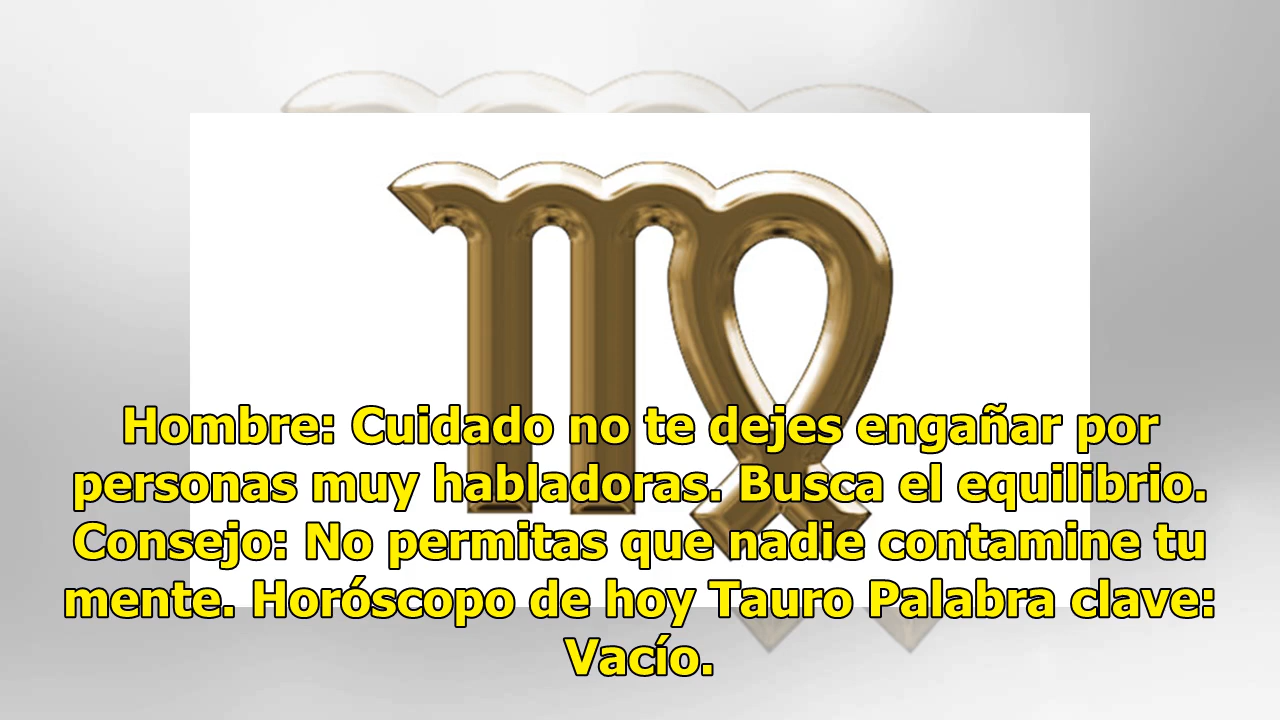 Hombre: Cuidado no te dejes engañar por
personas muy habladoras. Busca el equilibrio.
Consejo: No permitas que nadie contamine tu
mente. Horóscopo de hoy Tauro Palabra clave:
Vacío.